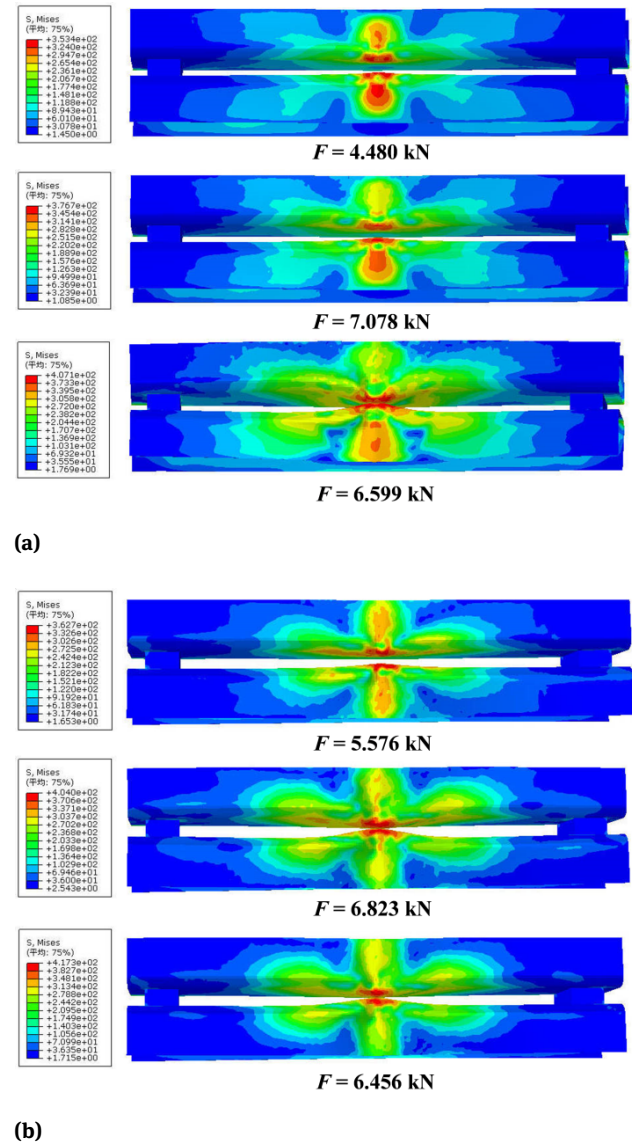 S, Mises
(平均: 75%)
+3.534e+02
+3.240e+02
+2.947e+02
+2.654e+02
+2.361e+02
+2.067e+02
+1.774e+02
+1.481e+02
+1.188e+02
+8.943e+01
+6.010e+01
+3.078e+01
+1.450e+00
F = 4.480 kN
S, Mises
(平均: 75%)
+3.767e+02
+3.454e+02
+3.141e+02
+2.828e+02
+2.515e+02
+2.202e+02
+1.889e+02
+1.576e+02
+1.263e+02
+9.499e+01
+6.369e+01
+3.239e+01
+1.085e+00
F = 7.078 kN
S, Mises
(平均: 75%)
+4.071e+02
+3.733e+02
+3.395e+02
+3.058e+02
+2.720e+02
+2.382e+02
+2.044e+02
+1.707e+02
+1.369e+02
+1.031e+02
+6.932e+01
+3.555e+01
+1.769e+00
F = 6.599 kN
(a)
S, Mises
(平均: 75%)
+3.627e+02
+3.326e+02
+3.026e+02
+2.725e+02
+2.424e+02
+2.123e+02
+1.822e+02
+1.521e+02
+1.220e+02
+9.192e+01
+6.183e+01
+3.174e+01
+1.653e+00
F = 5.576 kN
S, Mises
(平均: 75%)
+4.040e+02
+3.706e+02
+3.371e+02
+3.037e+02
+2.702e+02
+2.368e+02
+2.033e+02
+1.698e+02
+1.364e+02
+1.029e+02
+6.946e+01
+3.600e+01
+2.543e+00
F = 6.823 kN
S, Mises
(平均: 75%)
+4.173e+02
+3.827e+02
+3.481e+02
+3.134e+02
+2.788e+02
+2.442e+02
+2.095e+02
+1.749e+02
+1.403e+02
+1.056e+02
+7.099e+01
+3.635e+01
+1.715e+00
F = 6.456 kN
(b)